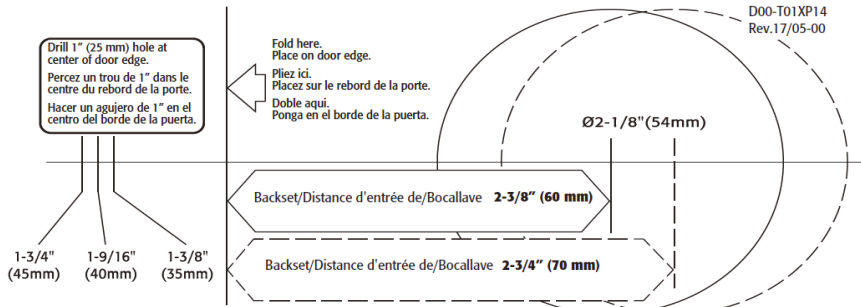 D00-T01XP14
Rev.17/05-00
Drill 1” (25 mm) hole at
center of door edge.
Percez un trou de 1” dans le
centre du rebord de la porte.
Hacer un agujero de 1” en el
centro del borde de la puerta.
Fold here.
Place on door edge.
Pliez ici.
Placez sur le rebord de la porte.
Doble aqui.
Ponga en el borde de la puerta.
Ø2-1/8"(54mm)
Backset/Distance d'entrée de/Bocallave 2-3/8” (60 mm)
Backset/Distance d'entrée de/Bocallave 2-3/4” (70 mm)
1-3/4"
(45mm)
1-9/16"
(40mm)
1-3/8"
(35mm)